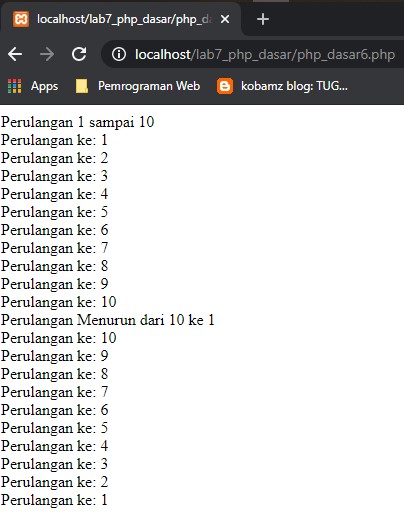 localhost/lab7_php_dasar/php_da
localhost/lab7_php_dasar/php_dasar6.php
Apps Pemrograman Web kobamz blog: TUG...
Perulangan 1 sampai 10
Perulangan ke: 1
Perulangan ke: 2
Perulangan ke: 3
Perulangan ke: 4
Perulangan ke: 5
Perulangan ke: 6
Perulangan ke: 7
Perulangan ke: 8
Perulangan ke: 9
Perulangan ke: 10
Perulangan Menurun dari 10 ke 1
Perulangan ke: 10
Perulangan ke: 9
Perulangan ke: 8
Perulangan ke: 7
Perulangan ke: 6
Perulangan ke: 5
Perulangan ke: 4
Perulangan ke: 3
Perulangan ke: 2
Perulangan ke: 1